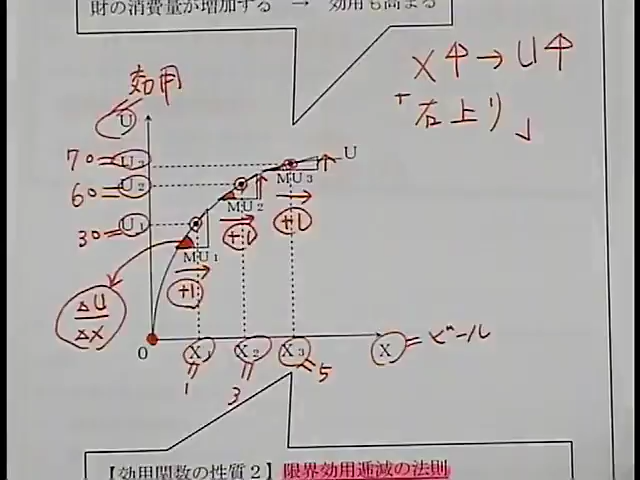 財の消費量が増加する → 効用も高まる
X↑→U↑
「右上り」
効用
U
70=U₃
60=U₂
30=U₁
U
MU₃
MU₂
MU₁
+1
+1
+1
ΔU
ΔX
0
X₁
X₂
X₃
X=ビール
=1
=3
=5
【効用関数の性質２】限界効用逓減の法則